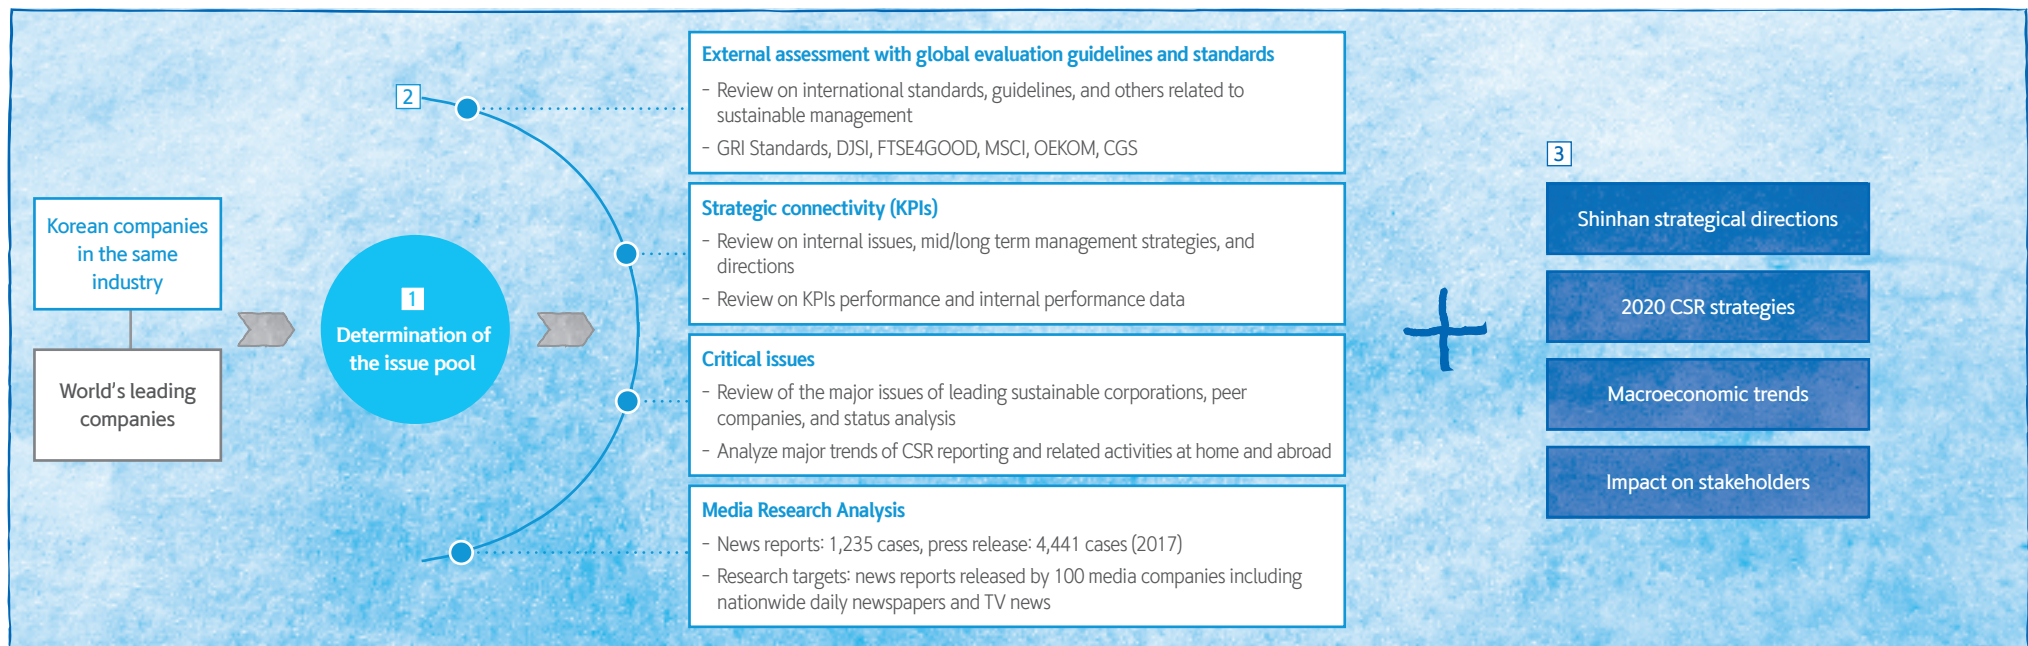 Korean companies
in the same
industry
World's leading
companies
1
Determination of
the issue pool
2
External assessment with global evaluation guidelines and standards
- Review on international standards, guidelines, and others related to
sustainable management
- GRI Standards, DJSI, FTSE4GOOD, MSCI, OEKOM, CGS
Strategic connectivity (KPIs)
- Review on internal issues, mid/long term management strategies, and
directions
- Review on KPIs performance and internal performance data
Critical issues
- Review of the major issues of leading sustainable corporations, peer
companies, and status analysis
- Analyze major trends of CSR reporting and related activities at home and abroad
Media Research Analysis
- News reports: 1,235 cases, press release: 4,441 cases (2017)
- Research targets: news reports released by 100 media companies including
nationwide daily newspapers and TV news
+
3
Shinhan strategical directions
2020 CSR strategies
Macroeconomic trends
Impact on stakeholders